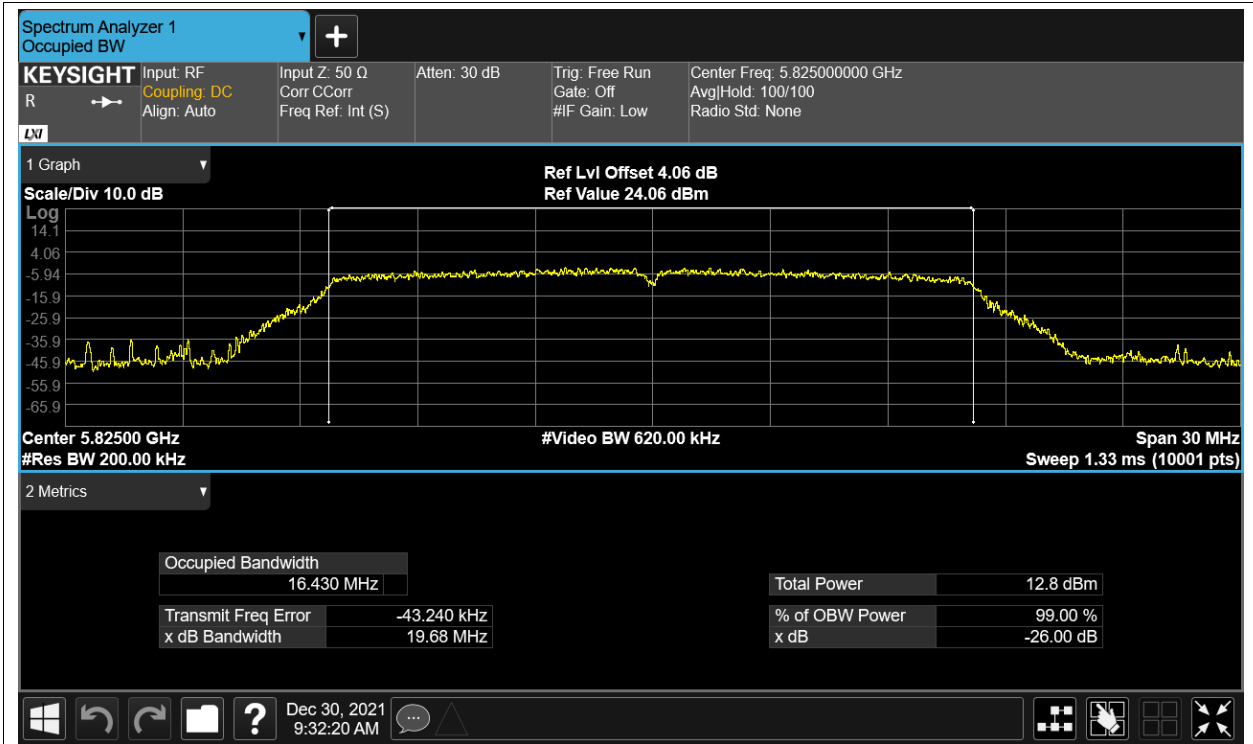 Spectrum Analyzer 1
Occupied BW
▼
+
KEYSIGHT
R
LXI
Input: RF
Coupling: DC
Align: Auto
Input Z: 50 Ω
Corr CCorr
Freq Ref: Int (S)
Atten: 30 dB
Trig: Free Run
Gate: Off
#IF Gain: Low
Center Freq: 5.825000000 GHz
Avg|Hold: 100/100
Radio Std: None
1 Graph
▼
Scale/Div 10.0 dB
Ref Lvl Offset 4.06 dB
Ref Value 24.06 dBm
Log
14.1
4.06
-5.94
-15.9
-25.9
-35.9
-45.9
-55.9
-65.9
Center 5.82500 GHz
#Video BW 620.00 kHz
Span 30 MHz
#Res BW 200.00 kHz
Sweep 1.33 ms (10001 pts)
2 Metrics
▼
Occupied Bandwidth
16.430 MHz
Total Power 12.8 dBm
Transmit Freq Error -43.240 kHz
% of OBW Power 99.00 %
x dB Bandwidth 19.68 MHz
x dB -26.00 dB
?
Dec 30, 2021
9:32:20 AM